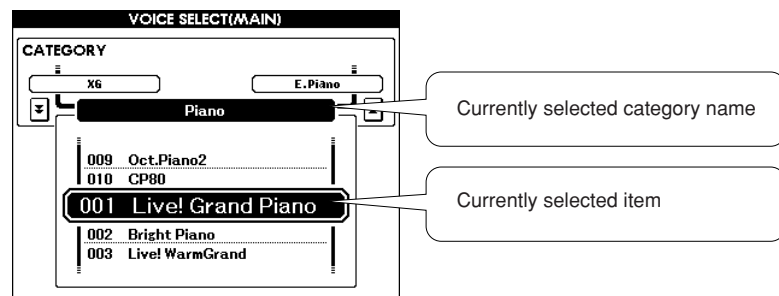 VOICE SELECT(MAIN)
CATEGORY
XG E.Piano
Piano
Currently selected category name
009 Oct.Piano2
010 CP80
001 Live! Grand Piano
Currently selected item
002 Bright Piano
003 Live! WarmGrand